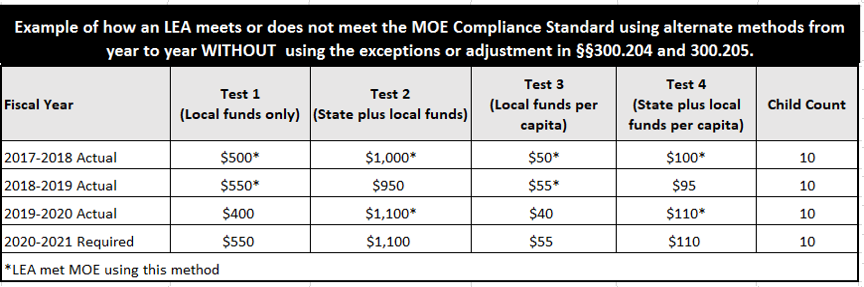 Example of how an LEA meets or does not meet the MOE Compliance Standard using alternate methods from
year to year WITHOUT using the exceptions or adjustment in §§300.204 and 300.205.
Fiscal Year
Test 1
(Local funds only)
Test 2
(State plus local funds)
Test 3
(Local funds per
capita)
Test 4
(State plus local
funds per capita)
Child Count
2017-2018 Actual $500* $1,000* $50* $100* 10
2018-2019 Actual $550* $950 $55* $95 10
2019-2020 Actual $400 $1,100* $40 $110* 10
2020-2021 Required $550 $1,100 $55 $110 10
*LEA met MOE using this method